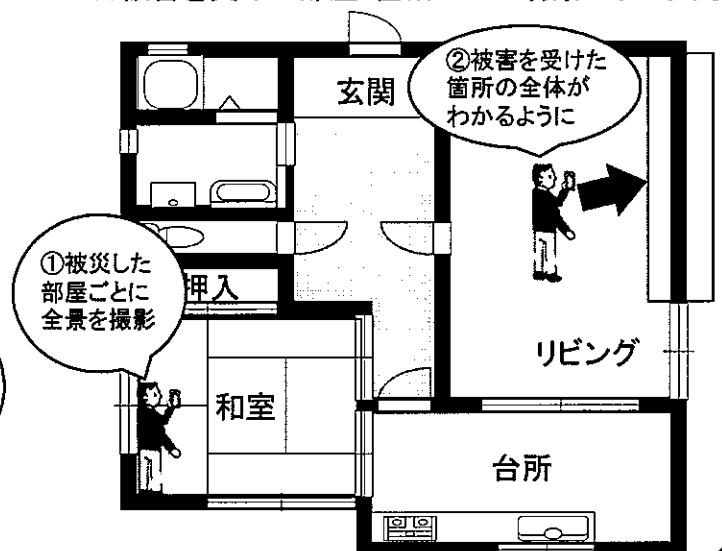 玄関
②被害を受けた
箇所の全体が
わかるように
①被災した
部屋ごとに
全景を撮影
押入
リビング
和室
台所